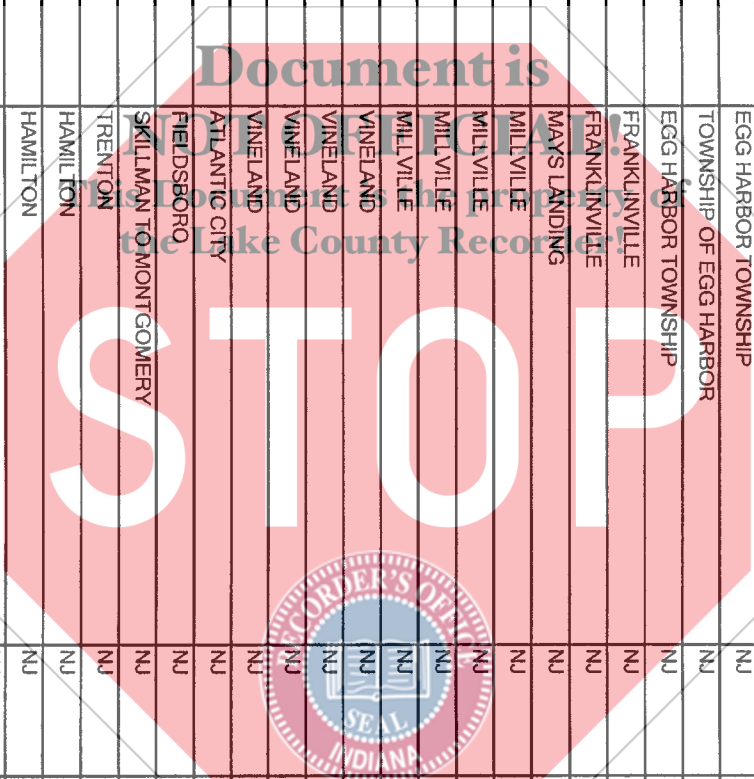 Document is
NOT OFFICIAL!
This Document is the property of
the Lake County Recorder!
STOP
RECORDER'S OFFICE
SEAL
INDIANA
EGG HARBOR TOWNSHIP NJ
TOWNSHIP OF EGG HARBOR NJ
EGG HARBOR TOWNSHIP NJ
FRANKLINVILLE NJ
FRANKLINVILLE NJ
MAYS LANDING NJ
MILLVILLE NJ
MILLVILLE NJ
MILLVILLE NJ
MILLVILLE NJ
VINELAND NJ
VINELAND NJ
VINELAND NJ
VINELAND NJ
ATLANTIC CITY NJ
FIELDSBORO NJ
SKILLMAN TO MONTGOMERY NJ
TRENTON NJ
HAMILTON NJ
HAMILTON NJ